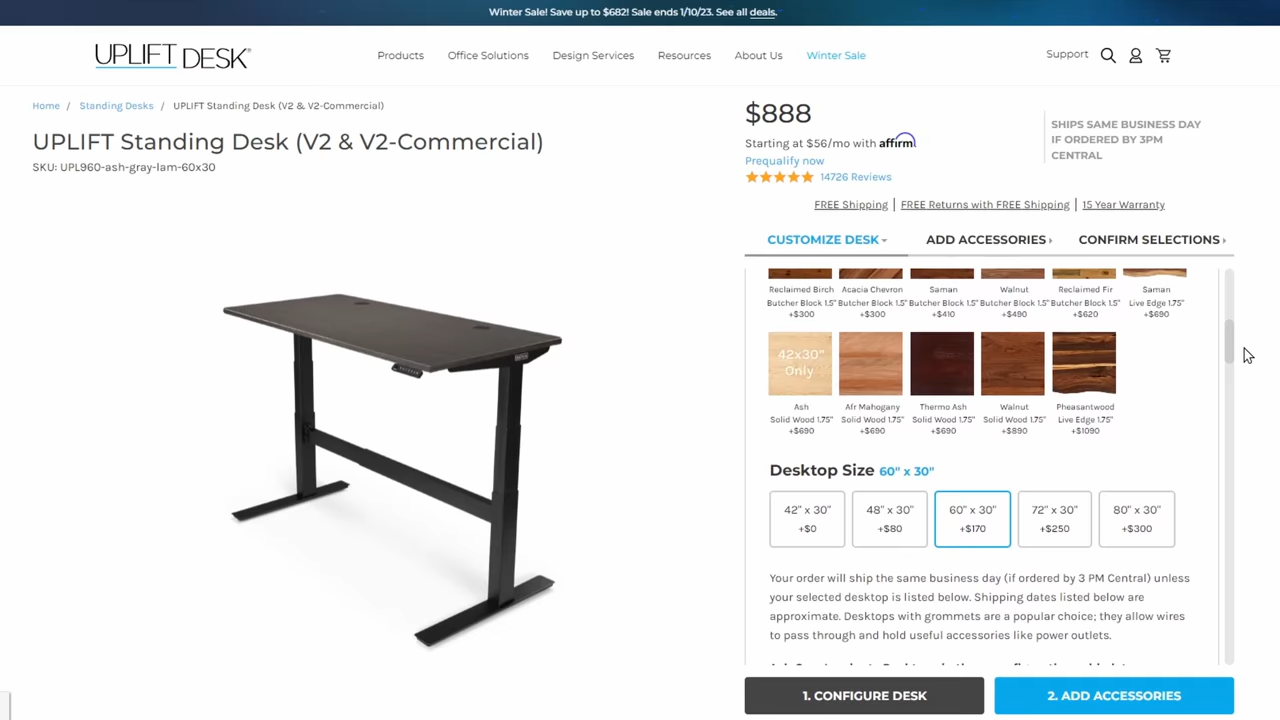 Winter Sale! Save up to $682! Sale ends 1/10/23. See all deals.
UPLIFT DESK®
Products Office Solutions Design Services Resources About Us Winter Sale
Support
Home / Standing Desks / UPLIFT Standing Desk (V2 & V2-Commercial)
UPLIFT Standing Desk (V2 & V2-Commercial)
SKU: UPL960-ash-gray-lam-60x30
$888
Starting at $56/mo with affirm
Prequalify now
14726 Reviews
SHIPS SAME BUSINESS DAY
IF ORDERED BY 3PM
CENTRAL
FREE Shipping | FREE Returns with FREE Shipping | 15 Year Warranty
CUSTOMIZE DESK ADD ACCESSORIES CONFIRM SELECTIONS
Reclaimed Birch Acacia Chevron Saman Walnut Reclaimed Fir Saman
Butcher Block 1.5" Butcher Block 1.5" Butcher Block 1.5" Butcher Block 1.5" Butcher Block 1.5" Live Edge 1.75"
+$300 +$300 +$410 +$490 +$620 +$690
42x30"
Only
Ash Afr Mahogany Thermo Ash Walnut Pheasantwood
Solid Wood 1.75" Solid Wood 1.75" Solid Wood 1.75" Solid Wood 1.75" Live Edge 1.75"
+$690 +$690 +$690 +$890 +$1090
Desktop Size 60" x 30"
42" x 30" 48" x 30" 60" x 30" 72" x 30" 80" x 30"
+$0 +$80 +$170 +$250 +$300
Your order will ship the same business day (if ordered by 3 PM Central) unless
your selected desktop is listed below. Shipping dates listed below are
approximate. Desktops with grommets are a popular choice; they allow wires
to pass through and hold useful accessories like power outlets.
1. CONFIGURE DESK 2. ADD ACCESSORIES